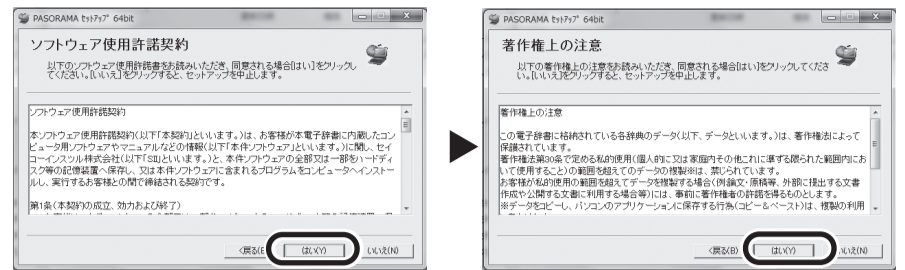 PASORAMA ｾｯﾄｱｯﾌﾟ 64bit
ソフトウェア使用許諾契約
以下のソフトウェア使用許諾書をお読みいただき、同意される場合[はい]をクリックし
てください。[いいえ]をクリックすると、セットアップを中止します。
ソフトウェア使用許諾契約
本ソフトウェア使用許諾契約(以下「本契約」といいます。)は、お客様が本電子辞書に内蔵したコン
ピュータ用ソフトウェアやマニュアルなどの情報(以下「本件ソフトウェア」といいます。)に関し、セイ
コーインスツル株式会社(以下「SII」といいます。)と、本件ソフトウェアの全部又は一部をハードディ
スク等の記憶装置へ保存し、又は本件ソフトウェアに含まれるプログラムをコンピュータへインストー
ルし、実行するお客様との間で締結される契約です。
第1条(本契約の成立、効力および終了)
<戻る(B
はい(Y)
いいえ(N)
PASORAMA ｾｯﾄｱｯﾌﾟ 64bit
著作権上の注意
以下の著作権上の注意をお読みいただき、同意される場合[はい]をクリックしてくださ
い。[いいえ]をクリックすると、セットアップを中止します。
著作権上の注意
この電子辞書に格納されている各辞典のデータ(以下、データといいます。)は、著作権法によって
保護されています。
著作権法第30条で定める私的使用(個人的に又は家庭内その他これに準ずる限られた範囲内にお
いて使用すること)の範囲を超えてのデータの複製※は、禁じられています。
お客様が私的使用の範囲を超えてデータを複製する場合(例:論文・原稿等、外部に提出する文書
作成や公開する文書に利用する場合等)には、事前に著作権者の許諾を得るものとします。
※データをコピーし、パソコンのアプリケーションに保存する行為(コピー&ペースト)は、複製の利用
<戻る(B)
はい(Y)
いいえ(N)